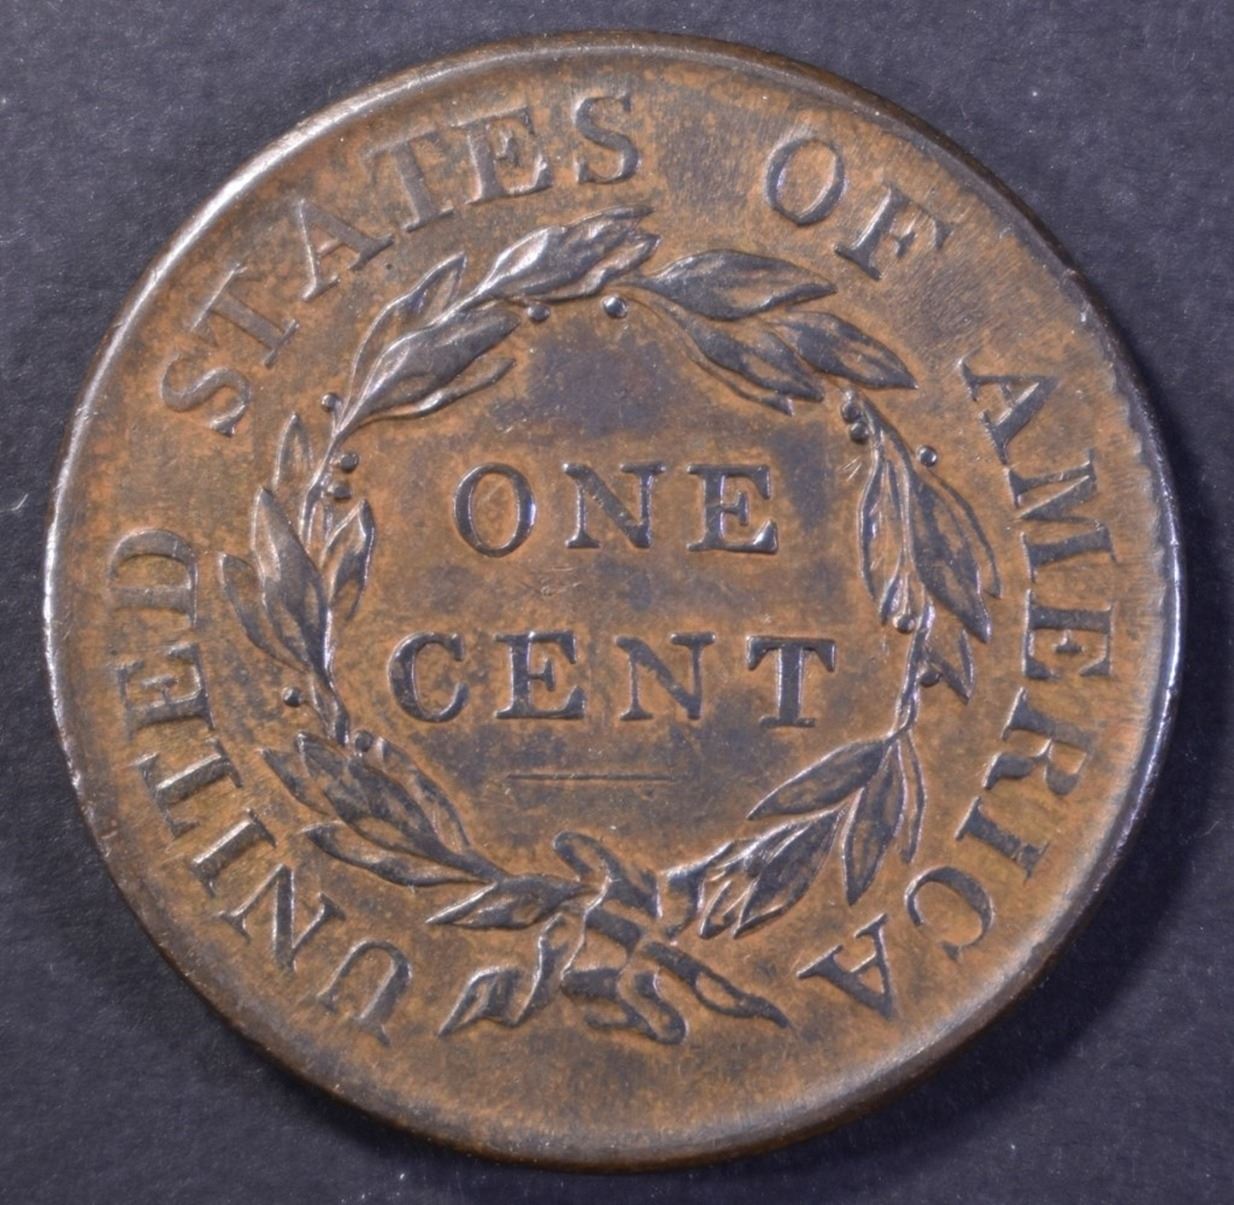 UNITED STATES OF AMERICA
ONE
CENT